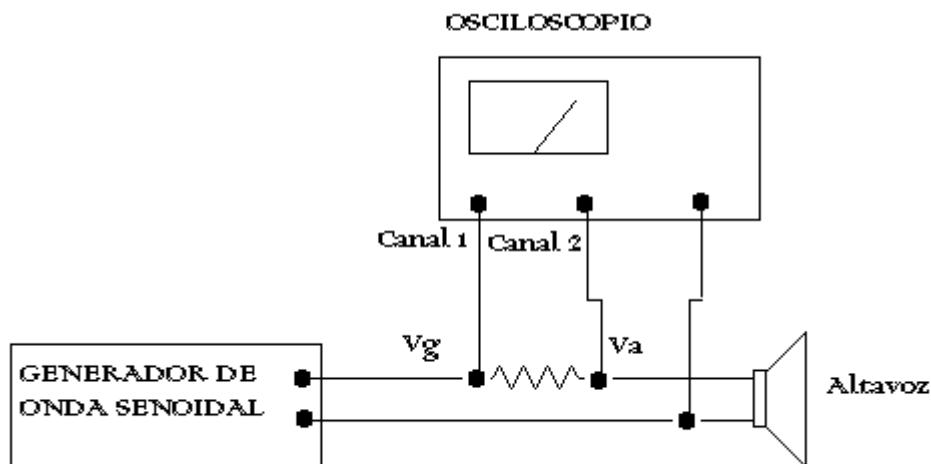 OSCILOSCOPIO
Canal 1
Canal 2
Vg
Va
GENERADOR DE
ONDA SENOIDAL
Altavoz